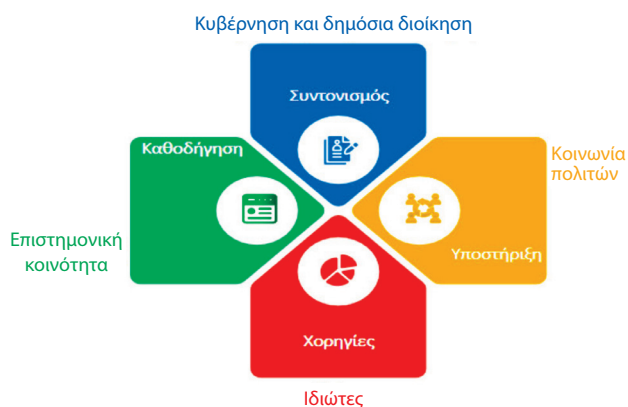 Κυβέρνηση και δημόσια διοίκηση
Συντονισμός
Καθοδήγηση
Κοινωνία
πολιτών
Επιστημονική
κοινότητα
Υποστήριξη
Χορηγίες
Ιδιώτες